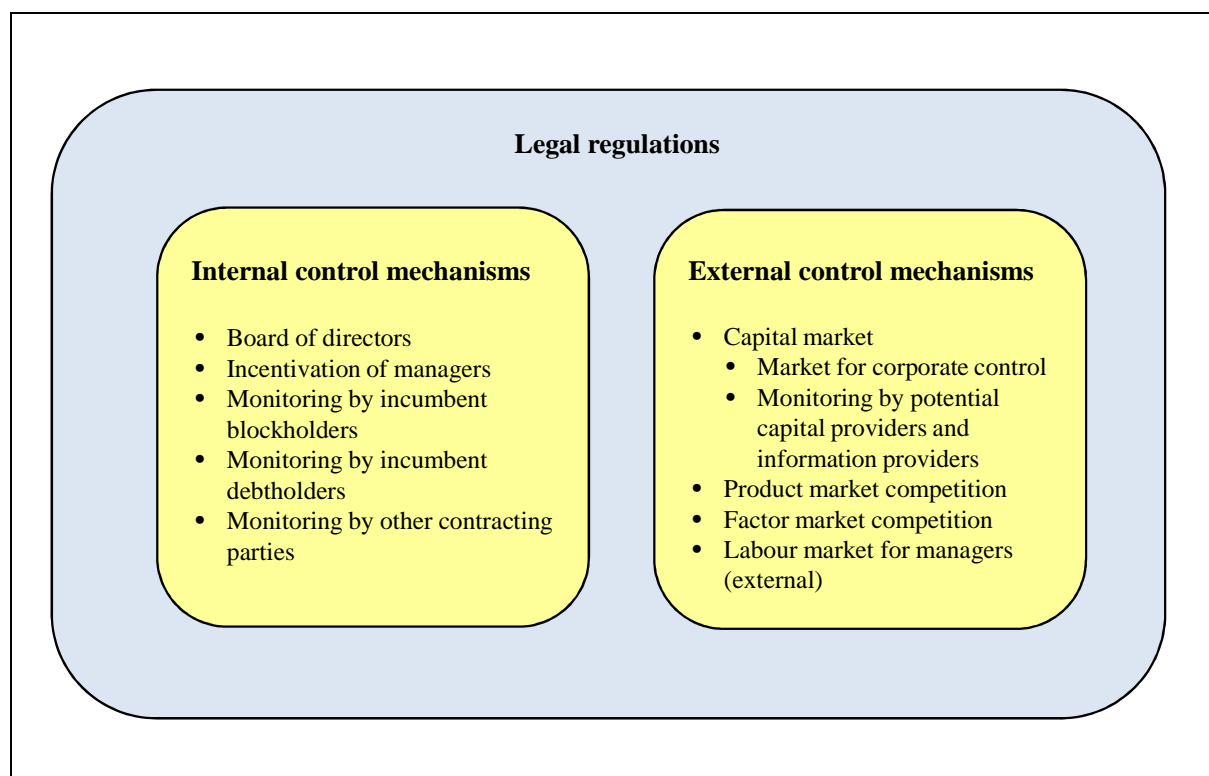 Legal regulations
Internal control mechanisms
• Board of directors
• Incentivation of managers
• Monitoring by incumbent
blockholders
• Monitoring by incumbent
debtholders
• Monitoring by other contracting
parties
External control mechanisms
• Capital market
• Market for corporate control
• Monitoring by potential
capital providers and
information providers
• Product market competition
• Factor market competition
• Labour market for managers
(external)